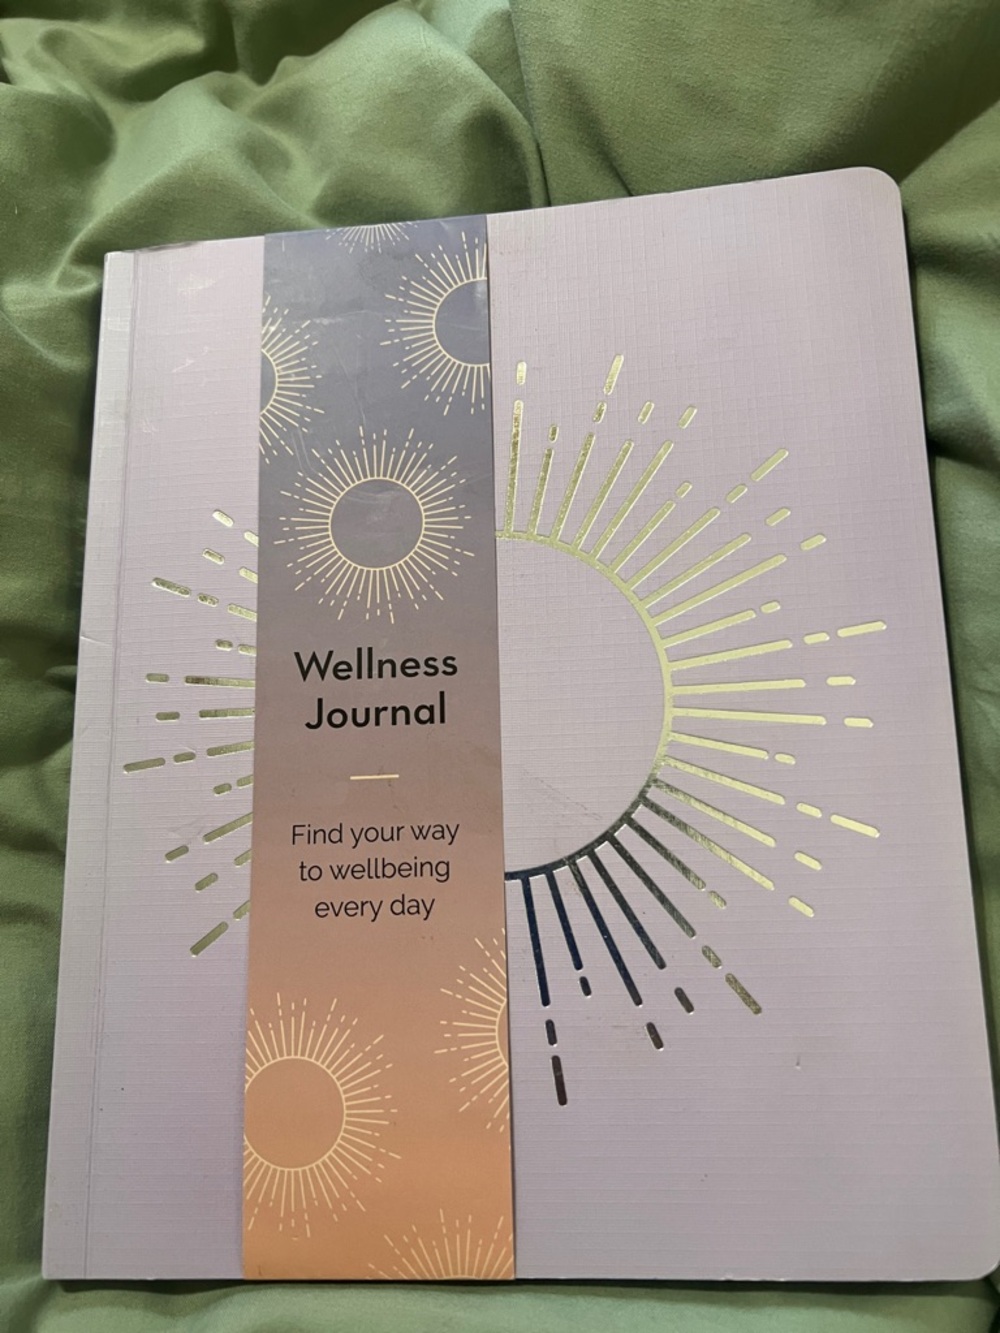 Wellness
Journal
Find your way
to wellbeing
every day